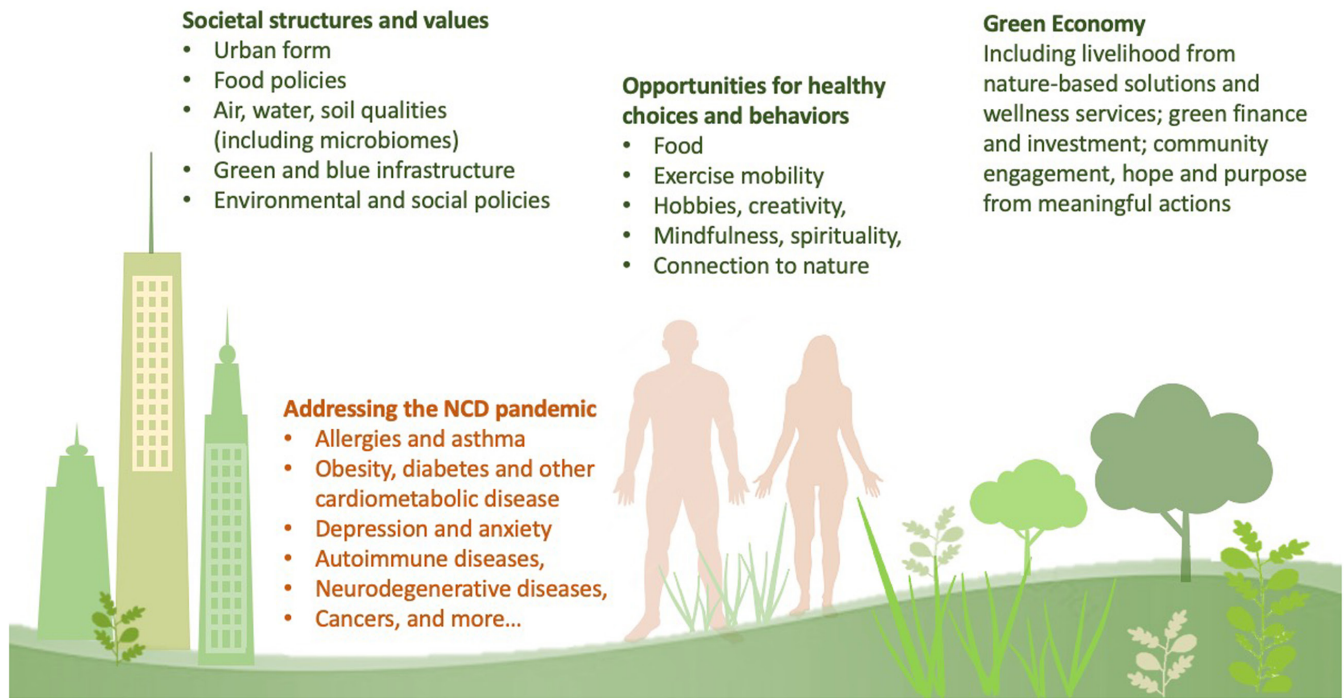 Societal structures and values
• Urban form
• Food policies
• Air, water, soil qualities
(including microbiomes)
• Green and blue infrastructure
• Environmental and social policies
Opportunities for healthy
choices and behaviors
• Food
• Exercise mobility
• Hobbies, creativity,
• Mindfulness, spirituality,
• Connection to nature
Green Economy
Including livelihood from
nature-based solutions and
wellness services; green finance
and investment; community
engagement, hope and purpose
from meaningful actions
Addressing the NCD pandemic
• Allergies and asthma
• Obesity, diabetes and other
cardiometabolic disease
• Depression and anxiety
• Autoimmune diseases,
• Neurodegenerative diseases,
• Cancers, and more...